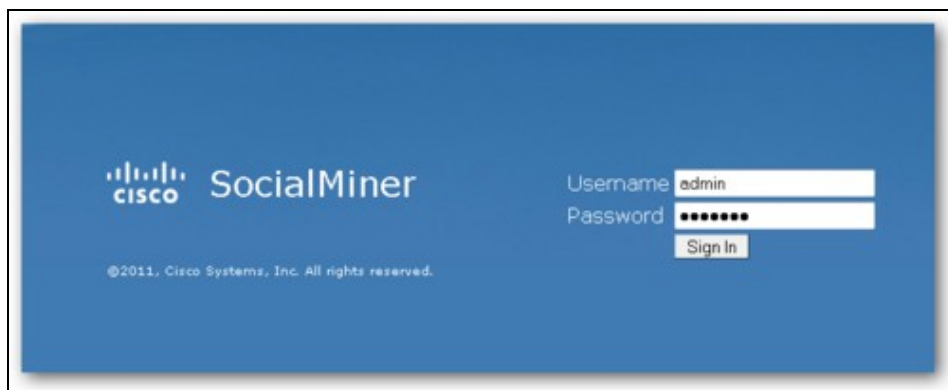 cisco SocialMiner
Username admin
Password •••••••
Sign In
©2011, Cisco Systems, Inc. All rights reserved.